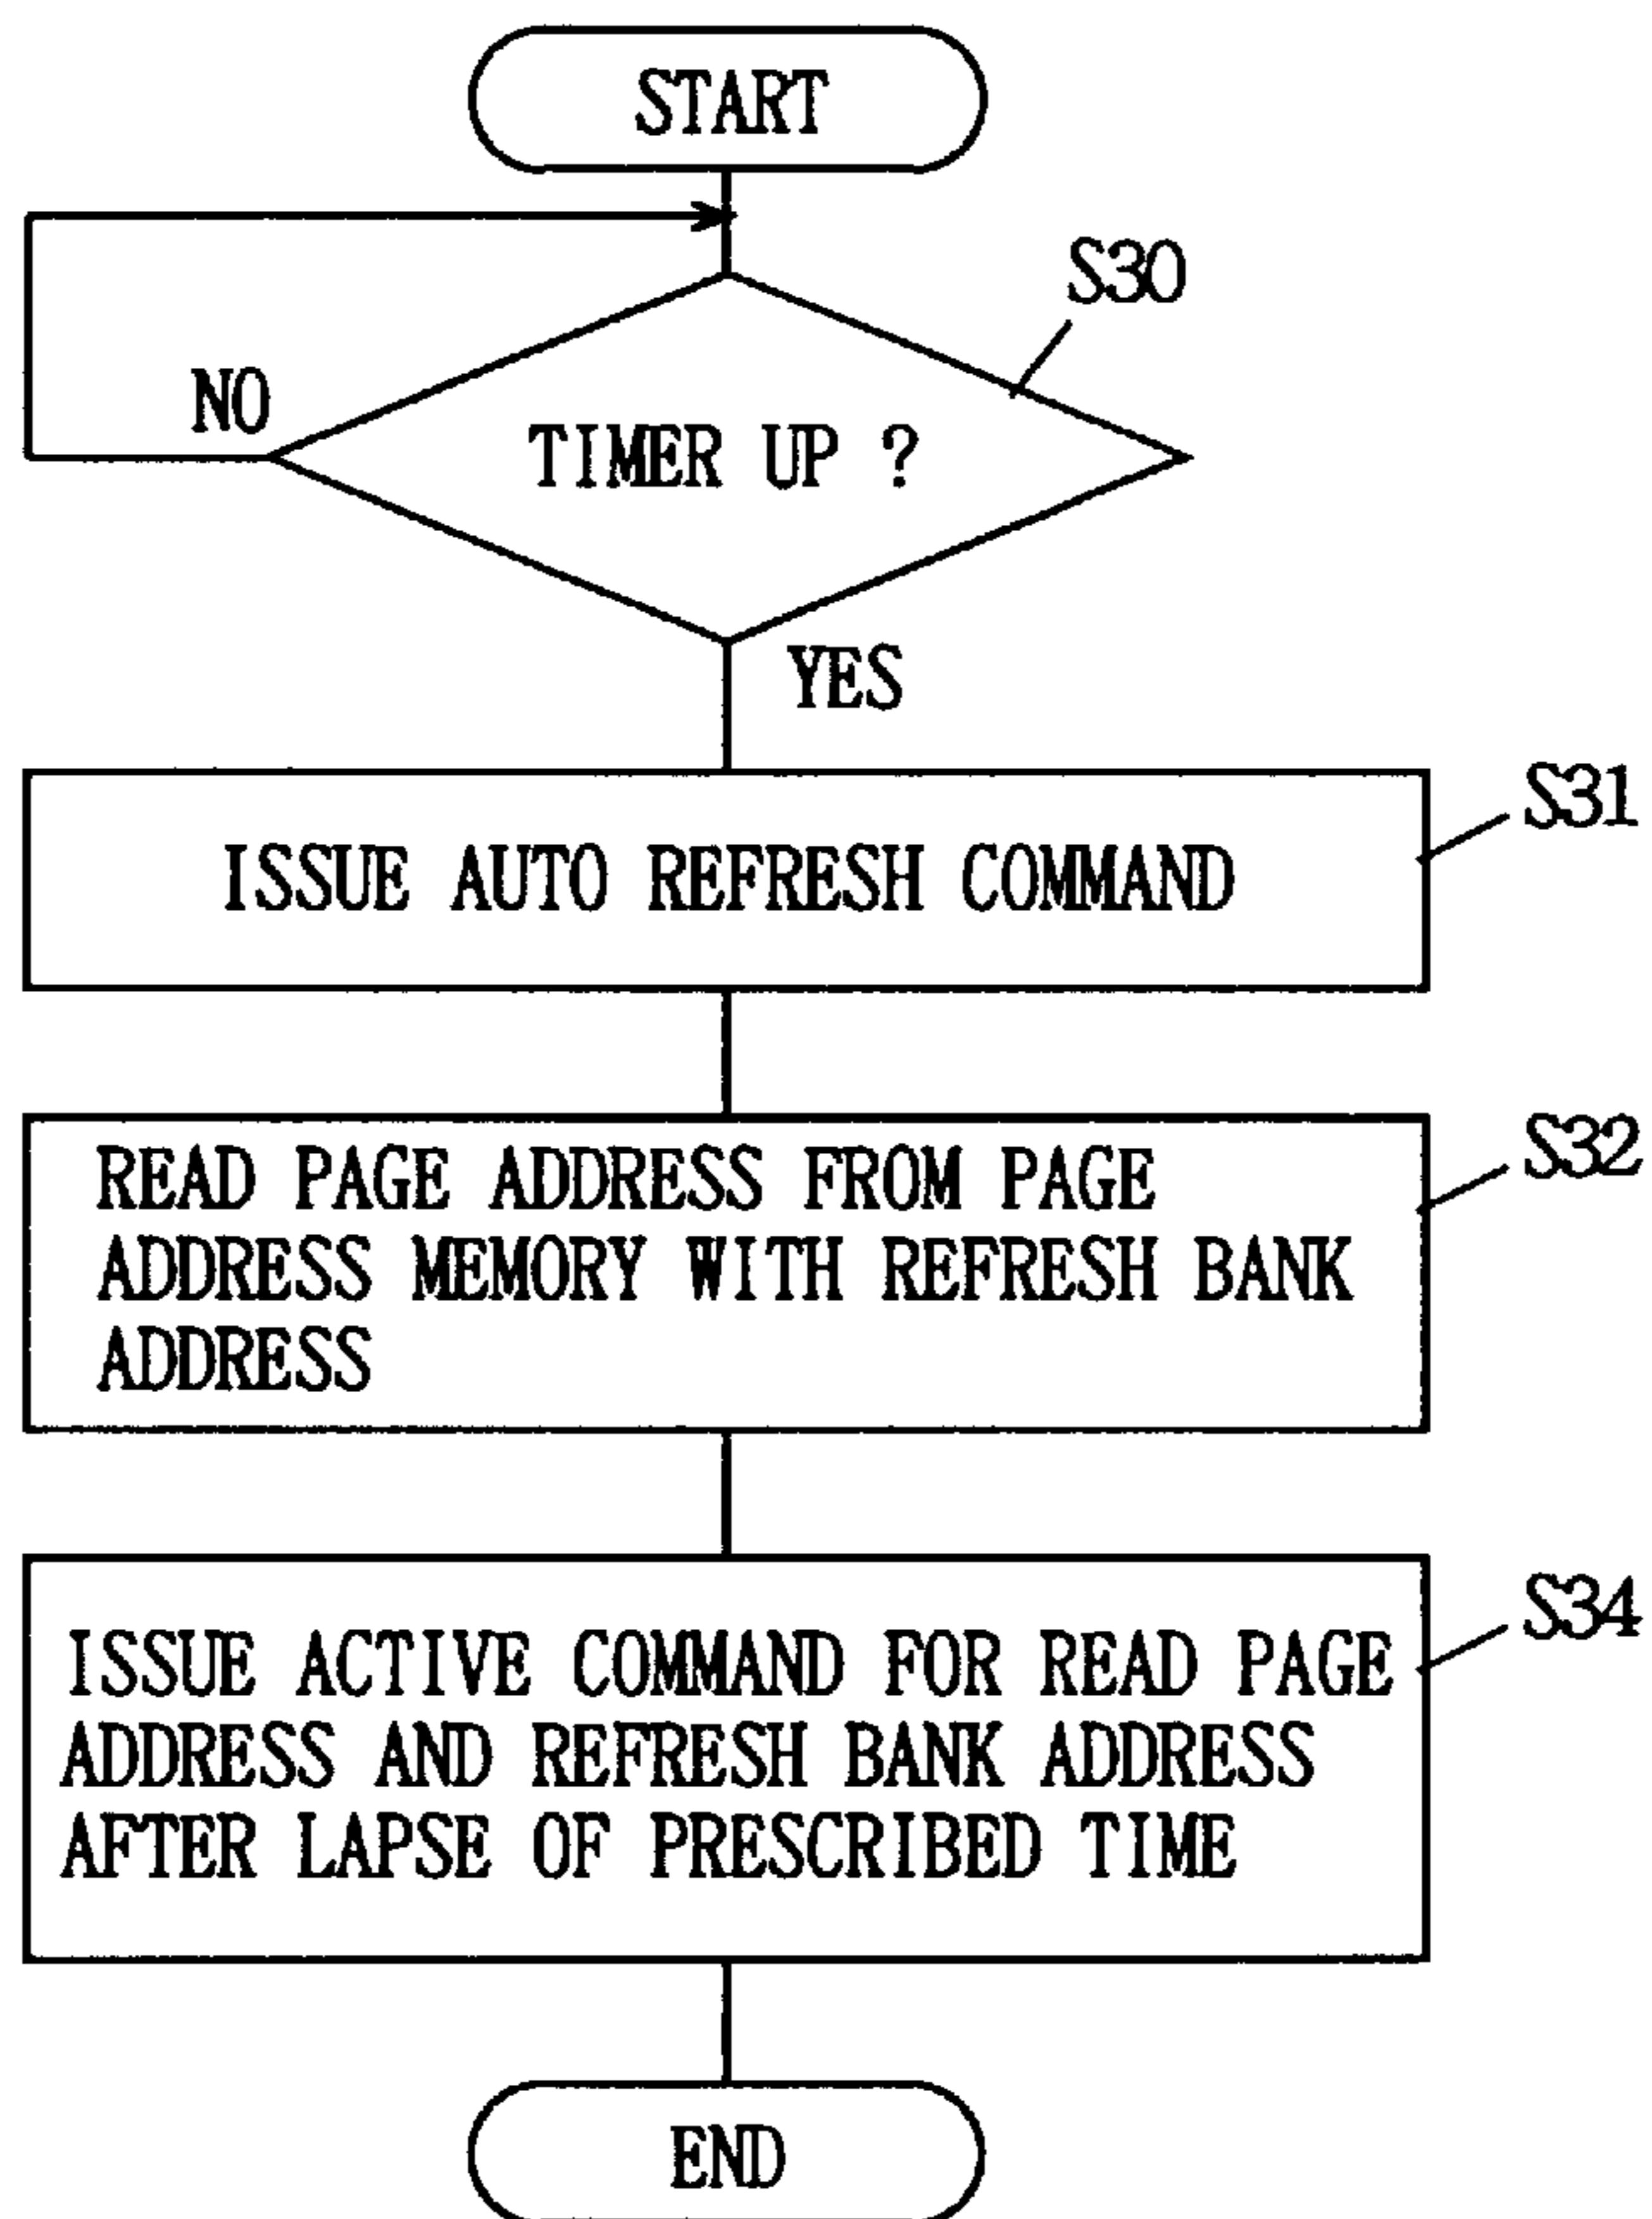 START
S30
NO
TIMER UP ?
YES
S31
ISSUE AUTO REFRESH COMMAND
S32
READ PAGE ADDRESS FROM PAGE
ADDRESS MEMORY WITH REFRESH BANK
ADDRESS
S34
ISSUE ACTIVE COMMAND FOR READ PAGE
ADDRESS AND REFRESH BANK ADDRESS
AFTER LAPSE OF PRESCRIBED TIME
END